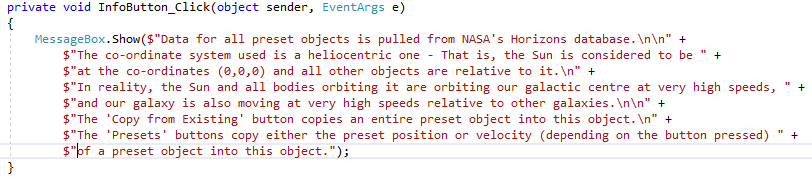 private void InfoButton_Click(object sender, EventArgs e)
{
MessageBox.Show($"Data for all preset objects is pulled from NASA's Horizons database.\n\n" +
$"The co-ordinate system used is a heliocentric one - That is, the Sun is considered to be " +
$"at the co-ordinates (0,0,0) and all other objects are relative to it.\n" +
$"In reality, the Sun and all bodies orbiting it are orbiting our galactic centre at very high speeds, " +
$"and our galaxy is also moving at very high speeds relative to other galaxies.\n\n" +
$"The 'Copy from Existing' button copies an entire preset object into this object.\n" +
$"The 'Presets' buttons copy either the preset position or velocity (depending on the button pressed) " +
$"of a preset object into this object.");
}